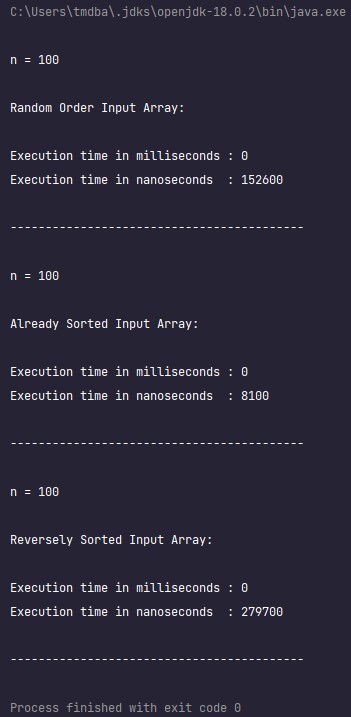 C:\Users\tmdba\.jdks\openjdk-18.0.2\bin\java.exe
n = 100
Random Order Input Array:
Execution time in milliseconds : 0
Execution time in nanoseconds  : 152600
------------------------------------------
n = 100
Already Sorted Input Array:
Execution time in milliseconds : 0
Execution time in nanoseconds  : 8100
------------------------------------------
n = 100
Reversely Sorted Input Array:
Execution time in milliseconds : 0
Execution time in nanoseconds  : 279700
------------------------------------------
Process finished with exit code 0